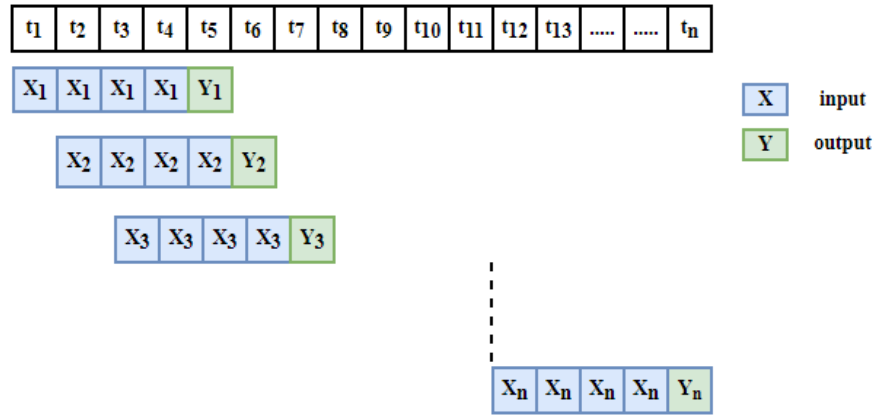 t1 t2 t3 t4 t5 t6 t7 t8 t9 t10 t11 t12 t13 ..... ..... tn
X1 X1 X1 X1 Y1
X input
Y output
X2 X2 X2 X2 Y2
X3 X3 X3 X3 Y3
Xn Xn Xn Xn Yn